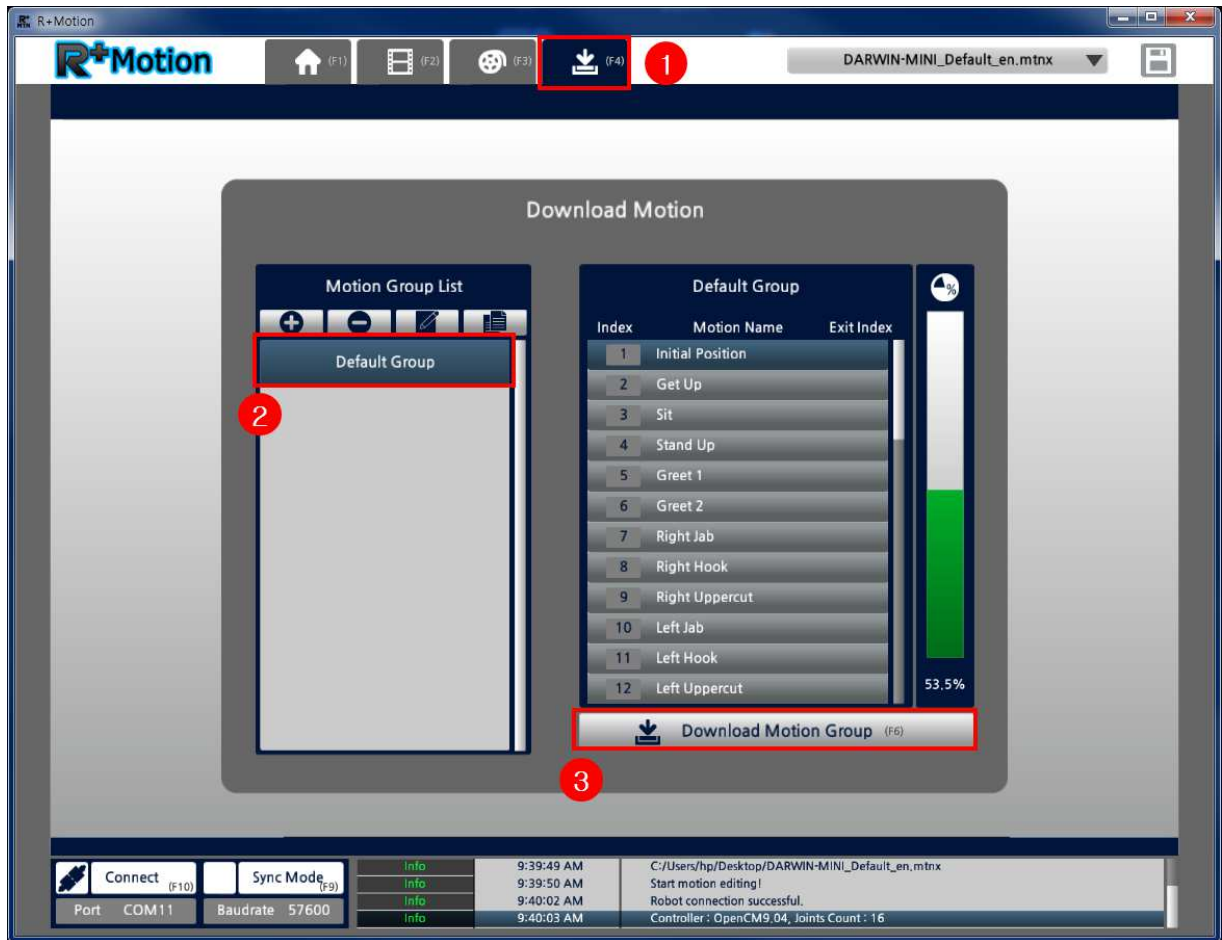 R+Motion
R+Motion
(F1)
(F2)
(F3)
(F4)
1
DARWIN-MINI_Default_en.mtnx
Download Motion
Motion Group List
Default Group
2
Default Group
%
Index Motion Name Exit Index
1 Initial Position
2 Get Up
3 Sit
4 Stand Up
5 Greet 1
6 Greet 2
7 Right Jab
8 Right Hook
9 Right Uppercut
10 Left Jab
11 Left Hook
12 Left Uppercut
53.5%
Download Motion Group (F6)
3
Connect (F10)
Sync Mode (F9)
Port COM11 Baudrate 57600
Info 9:39:49 AM C:/Users/hp/Desktop/DARWIN-MINI_Default_en.mtnx
Info 9:39:50 AM Start motion editing!
Info 9:40:02 AM Robot connection successful.
Info 9:40:03 AM Controller : OpenCM9.04, Joints Count : 16